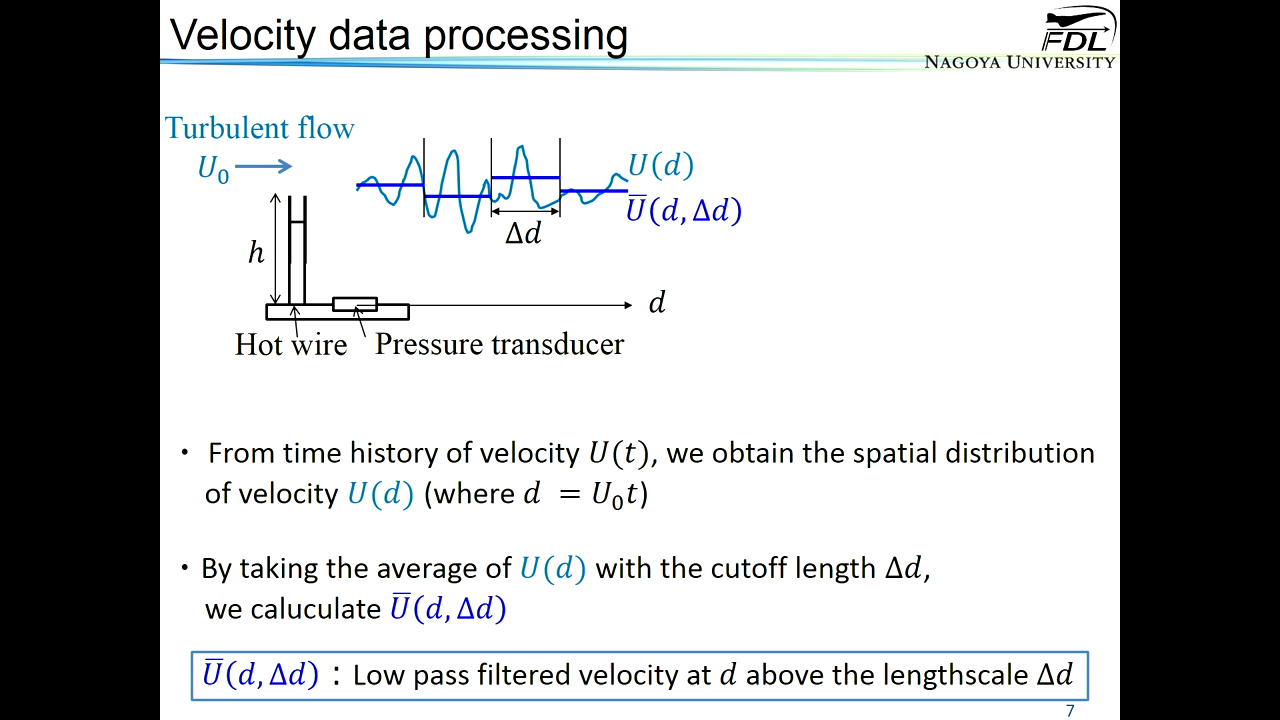 Velocity data processing
FDL
NAGOYA UNIVERSITY
Turbulent flow
U₀
U(d)
U̅(d, Δd)
Δd
h
d
Hot wire
Pressure transducer
・ From time history of velocity U(t), we obtain the spatial distribution
of velocity U(d) (where d = U₀t)
・ By taking the average of U(d) with the cutoff length Δd,
we caluculate U̅(d, Δd)
U̅(d, Δd) : Low pass filtered velocity at d above the lengthscale Δd
7